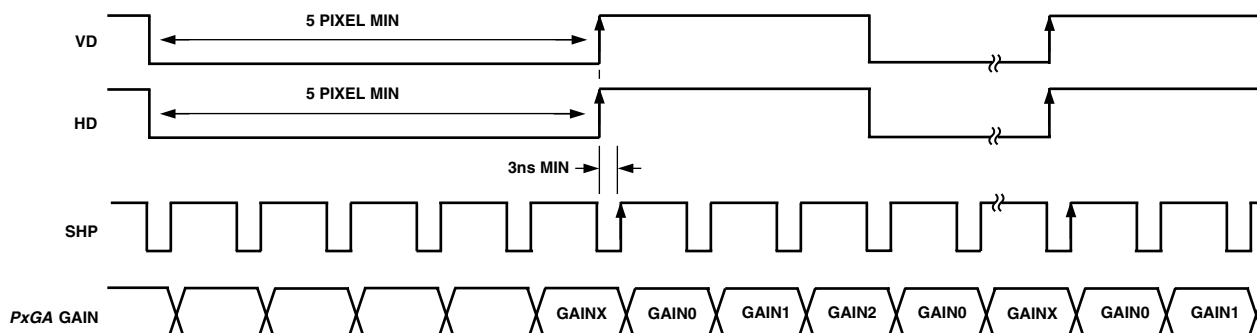 5 PIXEL MIN
VD
5 PIXEL MIN
HD
3ns MIN
SHP
PxGA GAIN
GAINX
GAIN0
GAIN1
GAIN2
GAIN0
GAINX
GAIN0
GAIN1